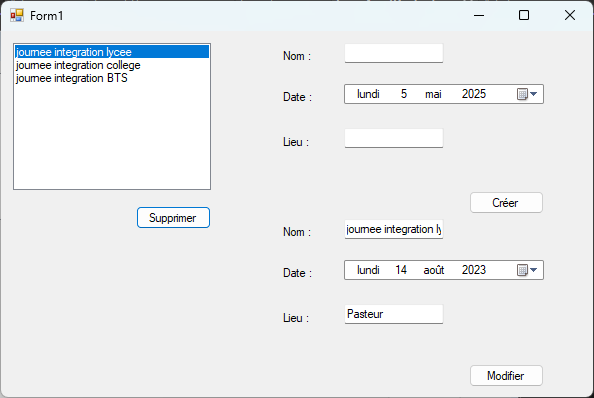 Form1
journee integration lycee
journee integration college
journee integration BTS
Supprimer
Nom :
Date : lundi 5 mai 2025
Lieu :
Créer
Nom : journee integration ly
Date : lundi 14 août 2023
Lieu : Pasteur
Modifier